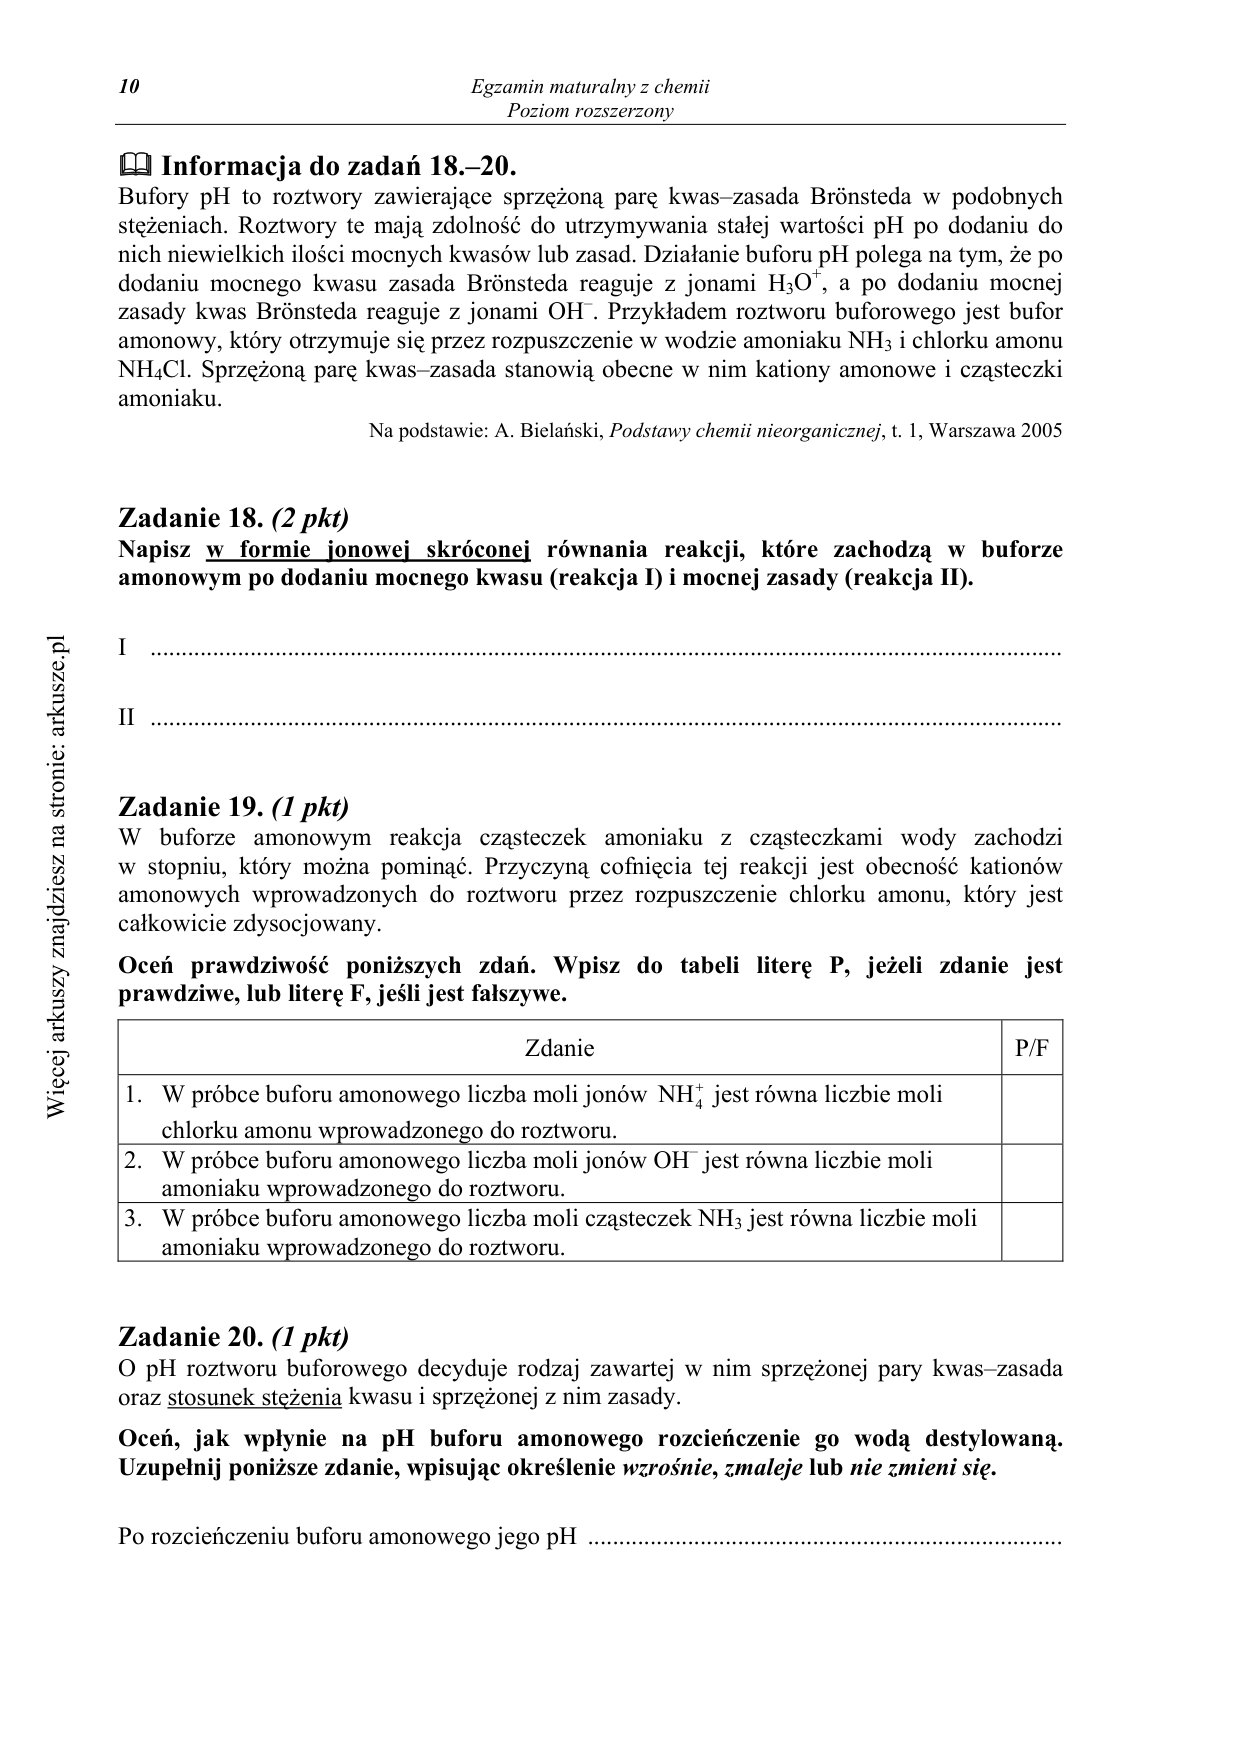 10
Egzamin maturalny z chemii
Poziom rozszerzony
Informacja do zadań 18.–20.
Bufory pH to roztwory zawierające sprzężoną parę kwas–zasada Brönsteda w podobnych
stężeniach. Roztwory te mają zdolność do utrzymywania stałej wartości pH po dodaniu do
nich niewielkich ilości mocnych kwasów lub zasad. Działanie buforu pH polega na tym, że po
dodaniu mocnego kwasu zasada Brönsteda reaguje z jonami H₃O⁺, a po dodaniu mocnej
zasady kwas Brönsteda reaguje z jonami OH⁻. Przykładem roztworu buforowego jest bufor
amonowy, który otrzymuje się przez rozpuszczenie w wodzie amoniaku NH₃ i chlorku amonu
NH₄Cl. Sprzężoną parę kwas–zasada stanowią obecne w nim kationy amonowe i cząsteczki
amoniaku.
Na podstawie: A. Bielański, Podstawy chemii nieorganicznej, t. 1, Warszawa 2005
Zadanie 18. (2 pkt)
Napisz w formie jonowej skróconej równania reakcji, które zachodzą w buforze
amonowym po dodaniu mocnego kwasu (reakcja I) i mocnej zasady (reakcja II).
I ....................................................................................................
II ....................................................................................................
Zadanie 19. (1 pkt)
W buforze amonowym reakcja cząsteczek amoniaku z cząsteczkami wody zachodzi
w stopniu, który można pominąć. Przyczyną cofnięcia tej reakcji jest obecność kationów
amonowych wprowadzonych do roztworu przez rozpuszczenie chlorku amonu, który jest
całkowicie zdysocjowany.
Oceń prawdziwość poniższych zdań. Wpisz do tabeli literę P, jeżeli zdanie jest
prawdziwe, lub literę F, jeśli jest fałszywe.
Zdanie P/F
1. W próbce buforu amonowego liczba moli jonów NH₄⁺ jest równa liczbie moli
chlorku amonu wprowadzonego do roztworu.
2. W próbce buforu amonowego liczba moli jonów OH⁻ jest równa liczbie moli
amoniaku wprowadzonego do roztworu.
3. W próbce buforu amonowego liczba moli cząsteczek NH₃ jest równa liczbie moli
amoniaku wprowadzonego do roztworu.
Zadanie 20. (1 pkt)
O pH roztworu buforowego decyduje rodzaj zawartej w nim sprzężonej pary kwas–zasada
oraz stosunek stężenia kwasu i sprzężonej z nim zasady.
Oceń, jak wpłynie na pH buforu amonowego rozcieńczenie go wodą destylowaną.
Uzupełnij poniższe zdanie, wpisując określenie wzrośnie, zmaleje lub nie zmieni się.
Po rozcieńczeniu buforu amonowego jego pH ..................................................
Więcej arkuszy znajdziesz na stronie: arkusze.pl